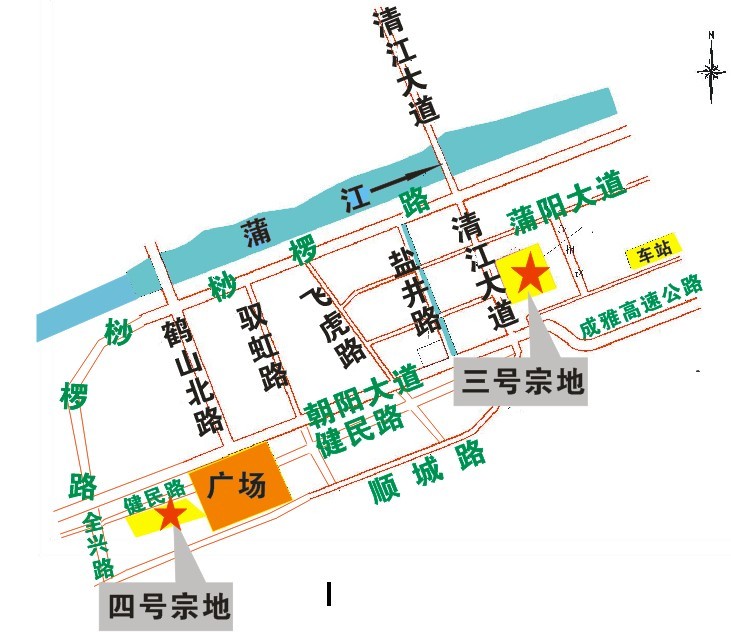 清江大道
N
蒲江
桫椤路
桫椤路
蒲阳大道
清江大道
盐井路
飞虎路
驭虹路
鹤山北路
车站
成雅高速公路
三号宗地
朝阳大道
健民路
顺城路
广场
健民路
全兴路
四号宗地